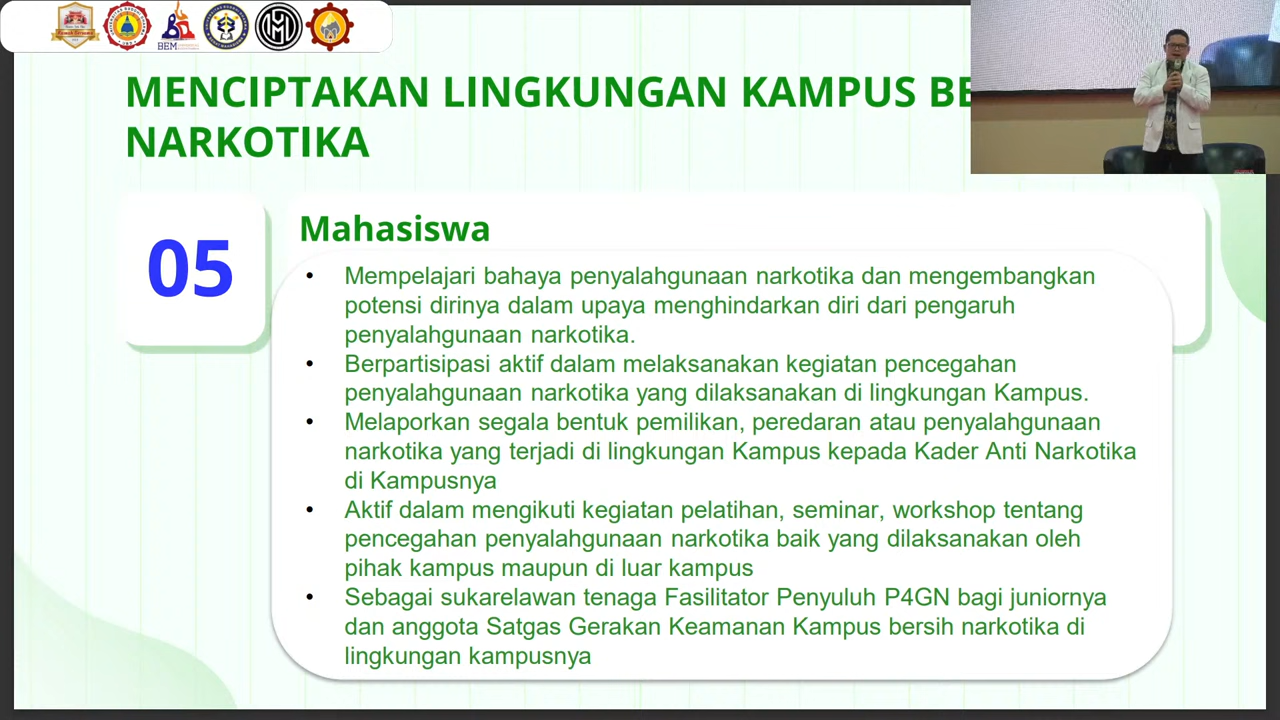 BEM
MENCIPTAKAN LINGKUNGAN KAMPUS
NARKOTIKA
05
Mahasiswa
• Mempelajari bahaya penyalahgunaan narkotika dan mengembangkan
potensi dirinya dalam upaya menghindarkan diri dari pengaruh
penyalahgunaan narkotika.
• Berpartisipasi aktif dalam melaksanakan kegiatan pencegahan
penyalahgunaan narkotika yang dilaksanakan di lingkungan Kampus.
• Melaporkan segala bentuk pemilikan, peredaran atau penyalahgunaan
narkotika yang terjadi di lingkungan Kampus kepada Kader Anti Narkotika
di Kampusnya
• Aktif dalam mengikuti kegiatan pelatihan, seminar, workshop tentang
pencegahan penyalahgunaan narkotika baik yang dilaksanakan oleh
pihak kampus maupun di luar kampus
• Sebagai sukarelawan tenaga Fasilitator Penyuluh P4GN bagi juniornya
dan anggota Satgas Gerakan Keamanan Kampus bersih narkotika di
lingkungan kampusnya